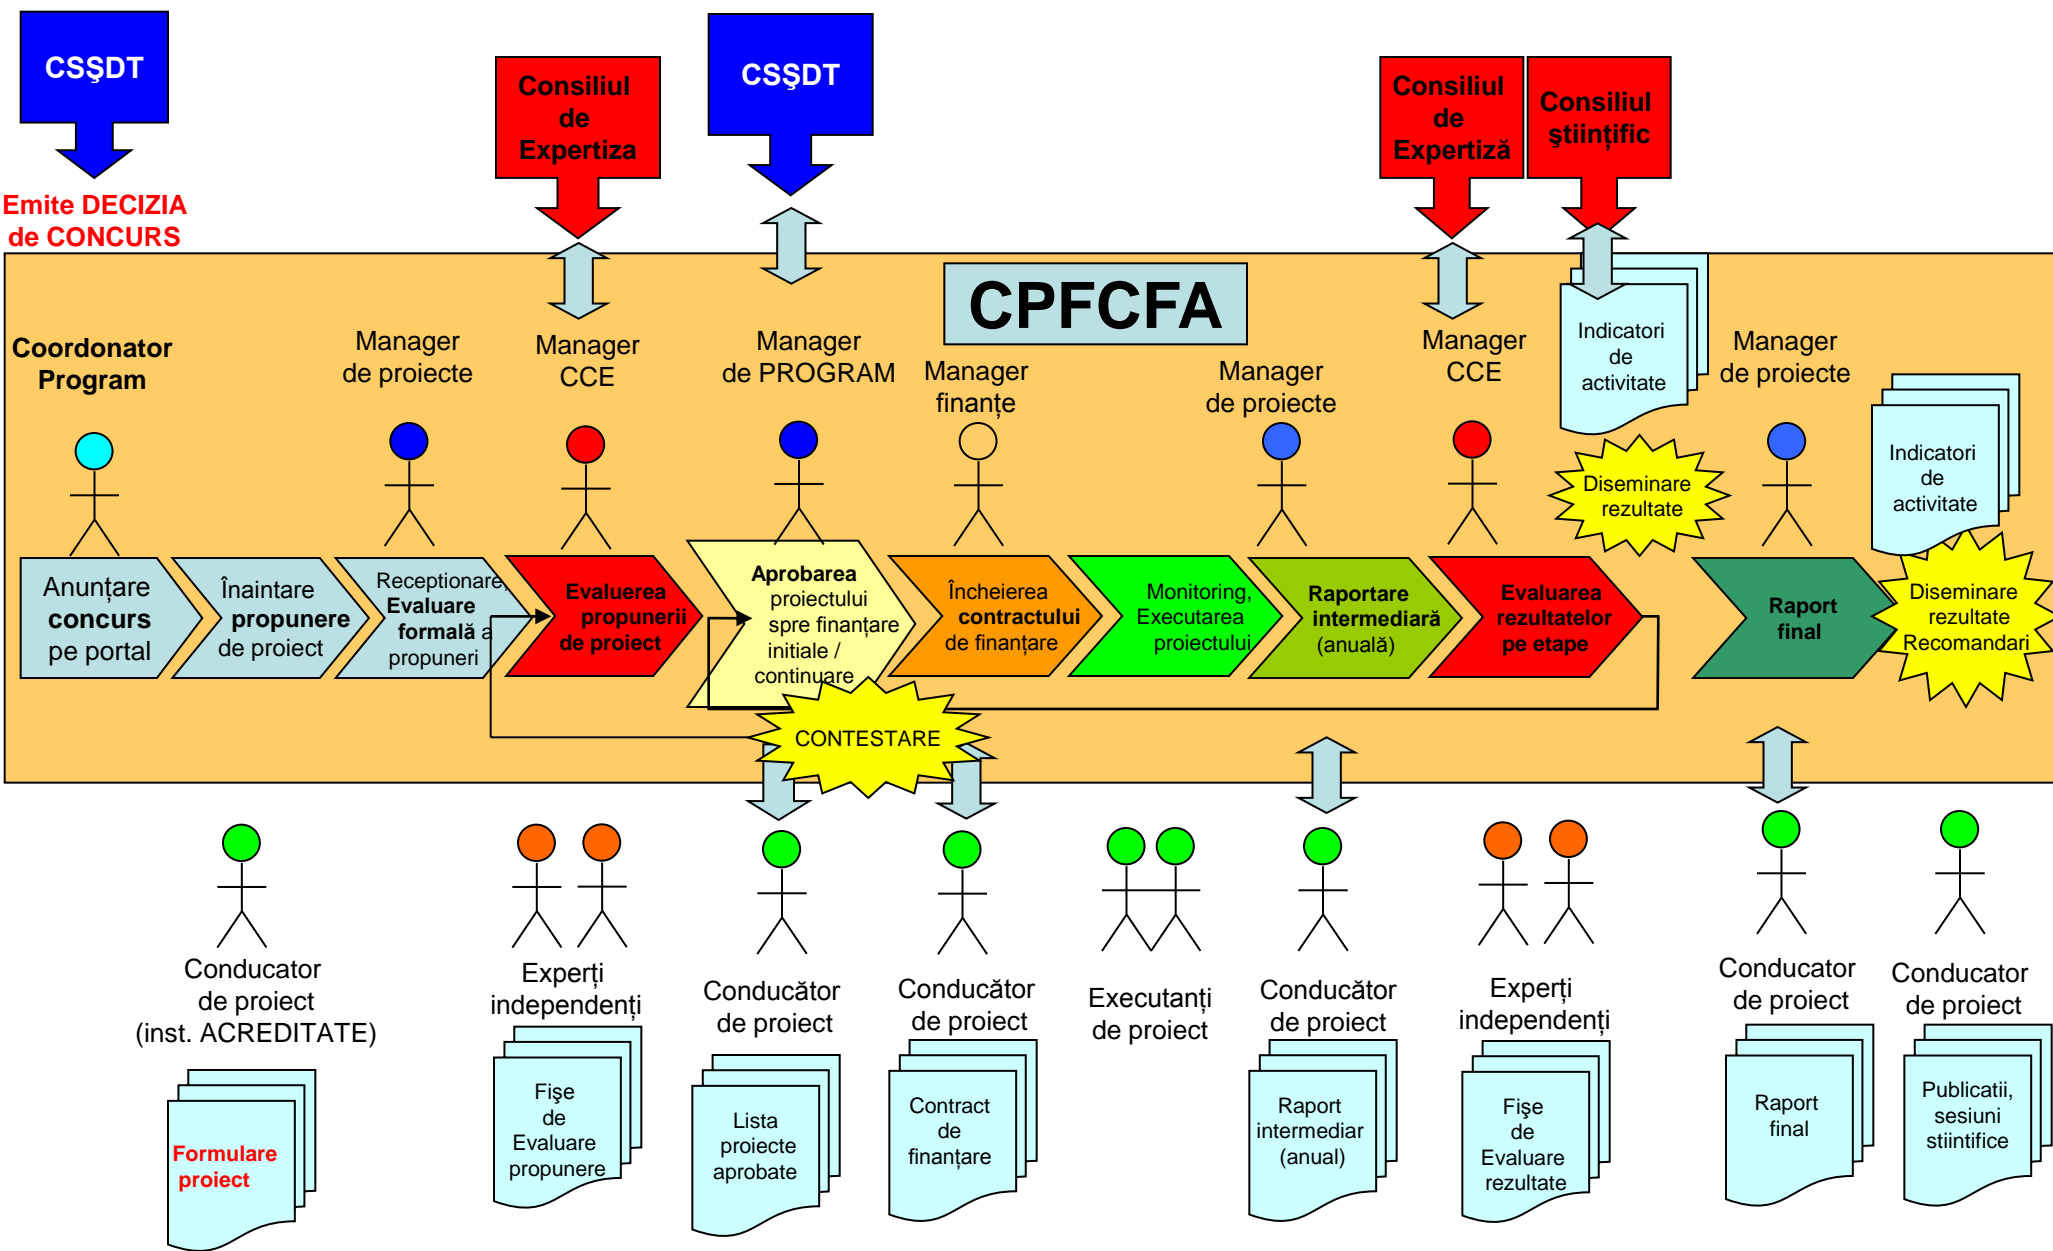 CSŞDT
Emite DECIZIA
de CONCURS
Consiliul
de
Expertiza
CSŞDT
Consiliul
de
Expertiză
Consiliul
ştiințific
CPFCFA
Coordonator
Program
Manager
de proiecte
Manager
CCE
Manager
de PROGRAM
Manager
finanțe
Manager
de proiecte
Manager
CCE
Indicatori
de
activitate
Manager
de proiecte
Indicatori
de
activitate
Diseminare
rezultate
Anunțare
concurs
pe portal
Înaintare
propunere
de proiect
Receptionare,
Evaluare
formală a
propuneri
Evaluerea
propunerii
de proiect
Aprobarea
proiectului
spre finanțare
initiale /
continuare
Încheierea
contractului
de finanțare
Monitoring,
Executarea
proiectului
Raportare
intermediară
(anuală)
Evaluarea
rezultatelor
pe etape
Raport
final
Diseminare
rezultate
Recomandari
CONTESTARE
Conducator
de proiect
(inst. ACREDITATE)
Experți
independenți
Conducător
de proiect
Conducător
de proiect
Executanți
de proiect
Conducător
de proiect
Experți
independenți
Conducator
de proiect
Conducator
de proiect
Formulare
proiect
Fişe
de
Evaluare
propunere
Lista
proiecte
aprobate
Contract
de
finanțare
Raport
intermediar
(anual)
Fişe
de
Evaluare
rezultate
Raport
final
Publicatii,
sesiuni
stiintifice